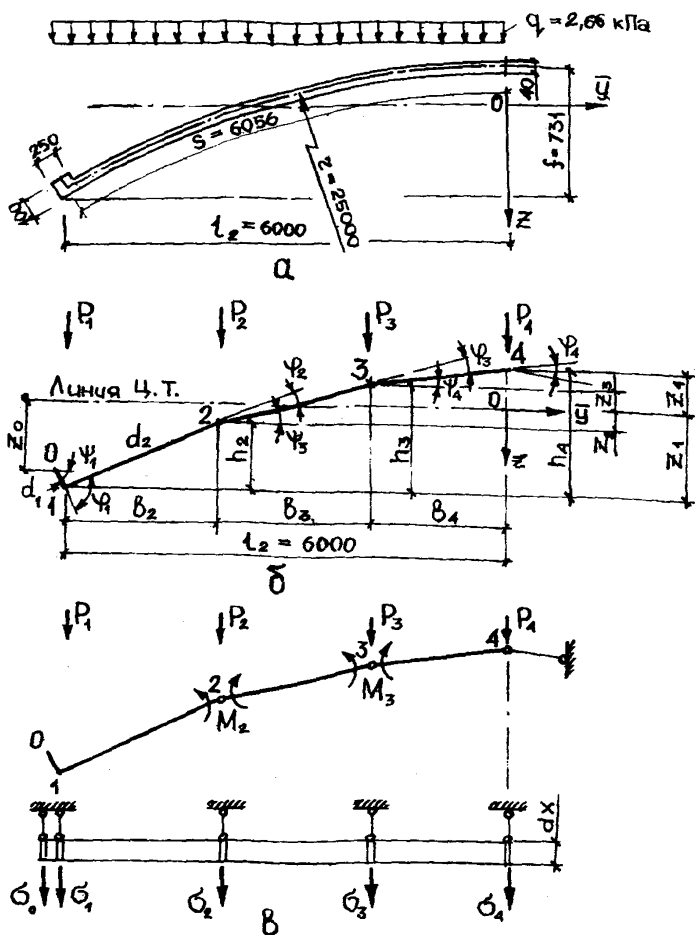 q = 2,66 кПа
0
y̅
40
S = 6056
250
f = 731
z = 25000
l₂ = 6000
z
а
P₁
P₂
P₃
P₄
φ₂
3
φ₃
4
φ₄
Линия Ц.Т.
ψ₄
z₃
z₄
2
ψ₃
0
y̅
z₀
0
ψ₁
d₂
h₂
h₃
z
h₄
z₁
d₁
1
φ₁
B₂
B₃
B₄
l₂ = 6000
б
P₁
P₂
P₃
P₄
3
4
2
M₃
M₂
0
1
dx
σ₀
σ₁
σ₂
σ₃
σ₄
в